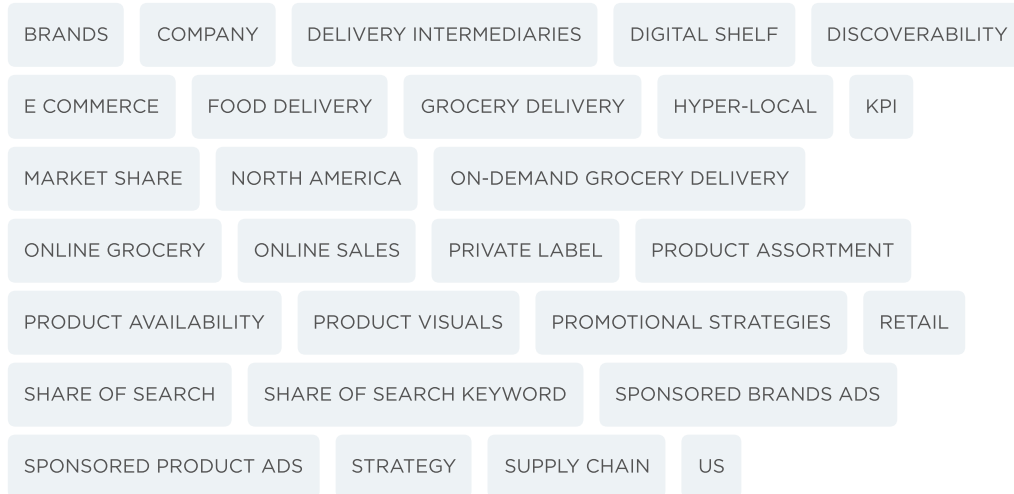 BRANDS COMPANY DELIVERY INTERMEDIARIES DIGITAL SHELF DISCOVERABILITY
E COMMERCE FOOD DELIVERY GROCERY DELIVERY HYPER-LOCAL KPI
MARKET SHARE NORTH AMERICA ON-DEMAND GROCERY DELIVERY
ONLINE GROCERY ONLINE SALES PRIVATE LABEL PRODUCT ASSORTMENT
PRODUCT AVAILABILITY PRODUCT VISUALS PROMOTIONAL STRATEGIES RETAIL
SHARE OF SEARCH SHARE OF SEARCH KEYWORD SPONSORED BRANDS ADS
SPONSORED PRODUCT ADS STRATEGY SUPPLY CHAIN US